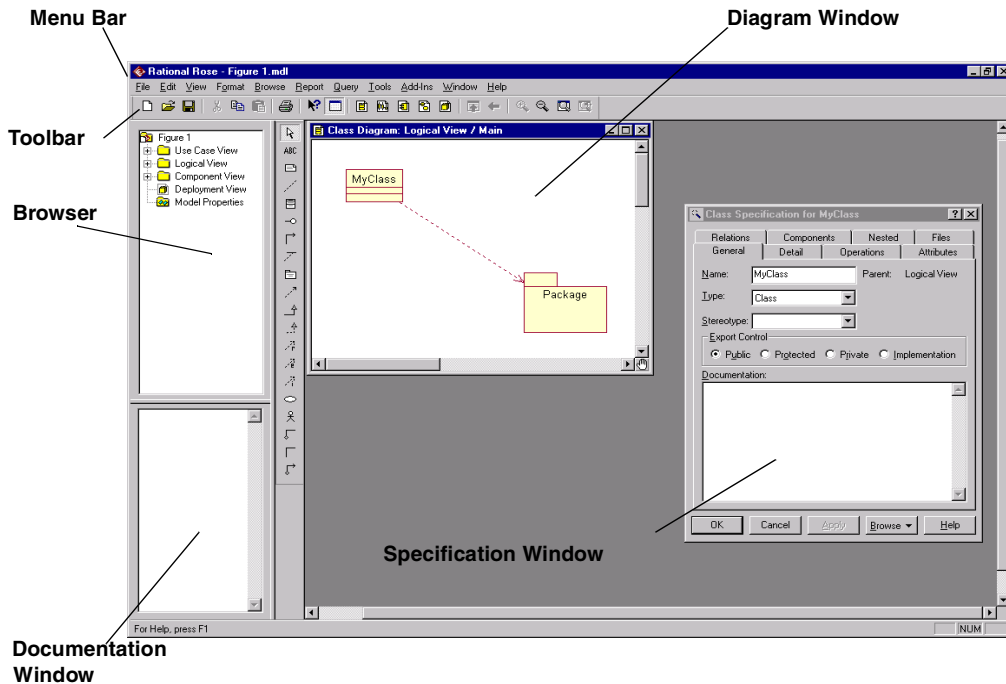 Menu Bar
Diagram Window
Rational Rose - Figure 1.mdl
File Edit View Format Browse Report Query Tools Add-Ins Window Help
Toolbar
Figure 1
Use Case View
Logical View
Component View
Deployment View
Model Properties
Browser
ABC
Class Diagram: Logical View / Main
MyClass
Package
Class Specification for MyClass
Relations Components Nested Files
General Detail Operations Attributes
Name: MyClass Parent: Logical View
Type: Class
Stereotype:
Export Control
Public Protected Private Implementation
Documentation:
OK Cancel Apply Browse Help
Specification Window
For Help, press F1
NUM
Documentation
Window